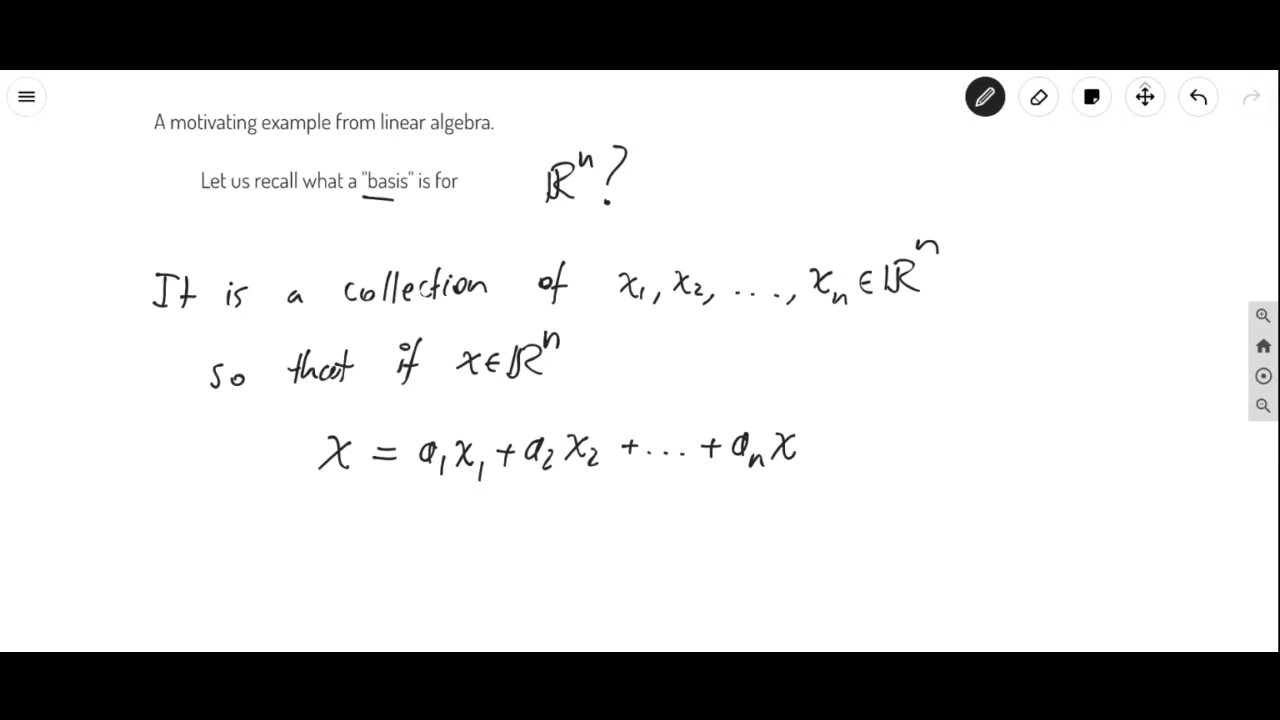 A motivating example from linear algebra.
Let us recall what a "basis" is for ℝⁿ?
It is a collection of x₁, x₂, ..., xₙ ∈ ℝⁿ
so that if x ∈ ℝⁿ
x = a₁x₁ + a₂x₂ + ... + aₙx